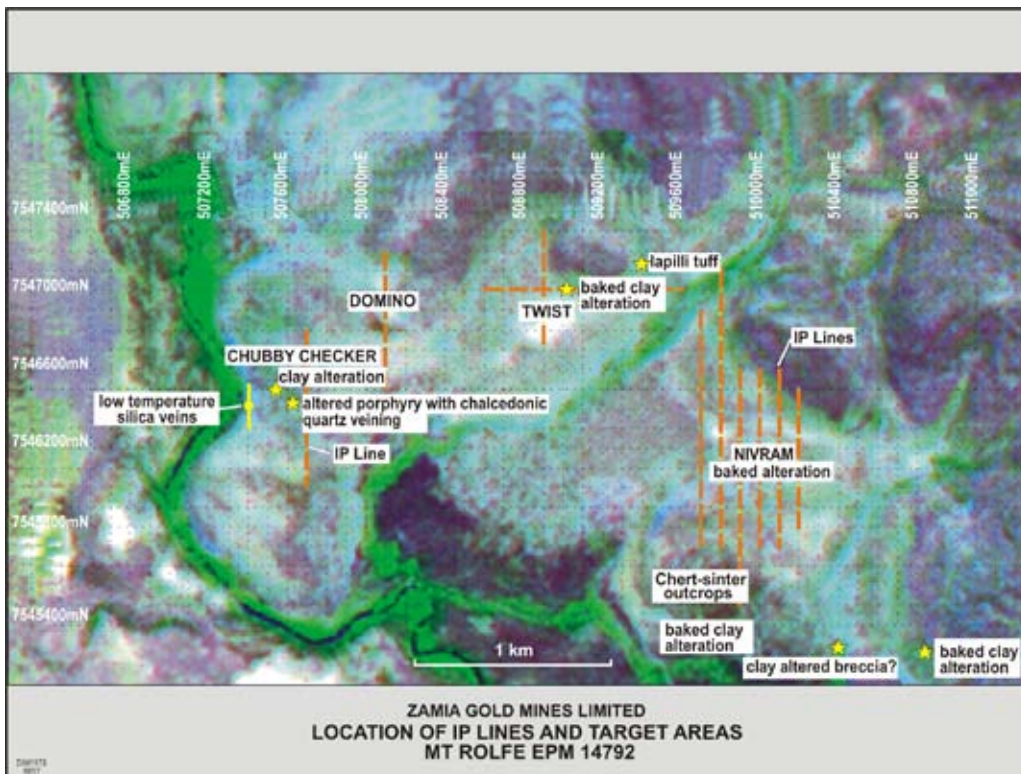 506800mE
507200mE
507600mE
508000mE
508400mE
508800mE
509200mE
509600mE
510000mE
510400mE
510800mE
7547400mN
lapilli tuff
7547000mN
baked clay
alteration
DOMINO
TWIST
7546600mN
IP Lines
CHUBBY CHECKER
clay alteration
low temperature
silica veins
altered porphyry with chalcedonic
quartz veining
7546200mN
IP Line
NIVRAM
baked alteration
Chert-sinter
outcrops
7545400mN
baked clay
alteration
1 km
clay altered breccia?
baked clay
alteration
ZAMIA GOLD MINES LIMITED
LOCATION OF IP LINES AND TARGET AREAS
MT ROLFE EPM 14792